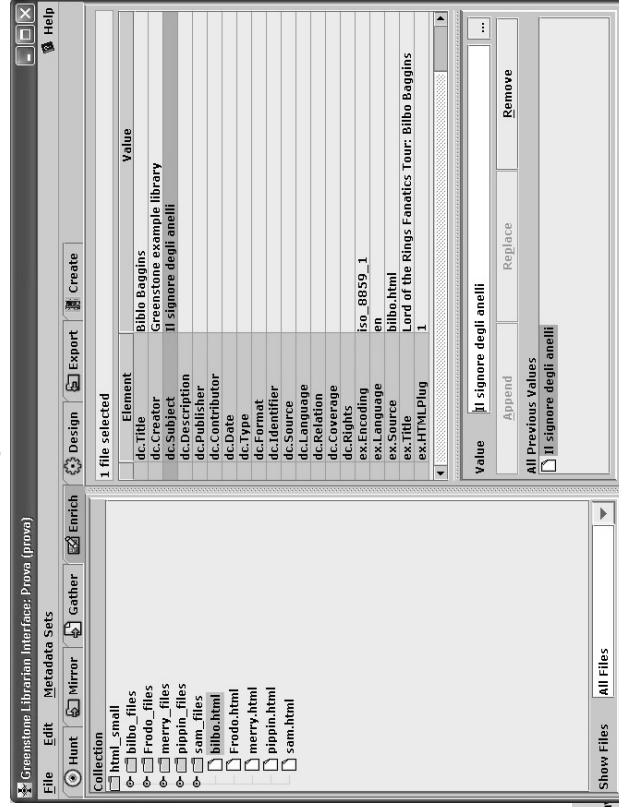 Greenstone Librarian Interface: Prova (prova)
File Edit Metadata Sets Help
Hunt Mirror Gather Enrich Design Export Create
Collection
html_small
bilbo_files
Frodo_files
merry_files
pippin_files
sam_files
bilbo.html
Frodo.html
merry.html
pippin.html
sam.html
Show Files All Files
1 file selected
Element Value
dc.Title Biblo Baggins
dc.Creator Greenstone example library
dc.Subject Il signore degli anelli
dc.Description
dc.Publisher
dc.Contributor
dc.Date
dc.Type
dc.Format
dc.Identifier
dc.Source
dc.Language
dc.Relation
dc.Coverage
dc.Rights
ex.Encoding iso_8859_1
ex.Language en
ex.Source bilbo.html
ex.Title Lord of the Rings Fanatics Tour: Bilbo Baggins
ex.HTMLPlug 1
Value Il signore degli anelli ...
Append Replace Remove
All Previous Values
Il signore degli anelli